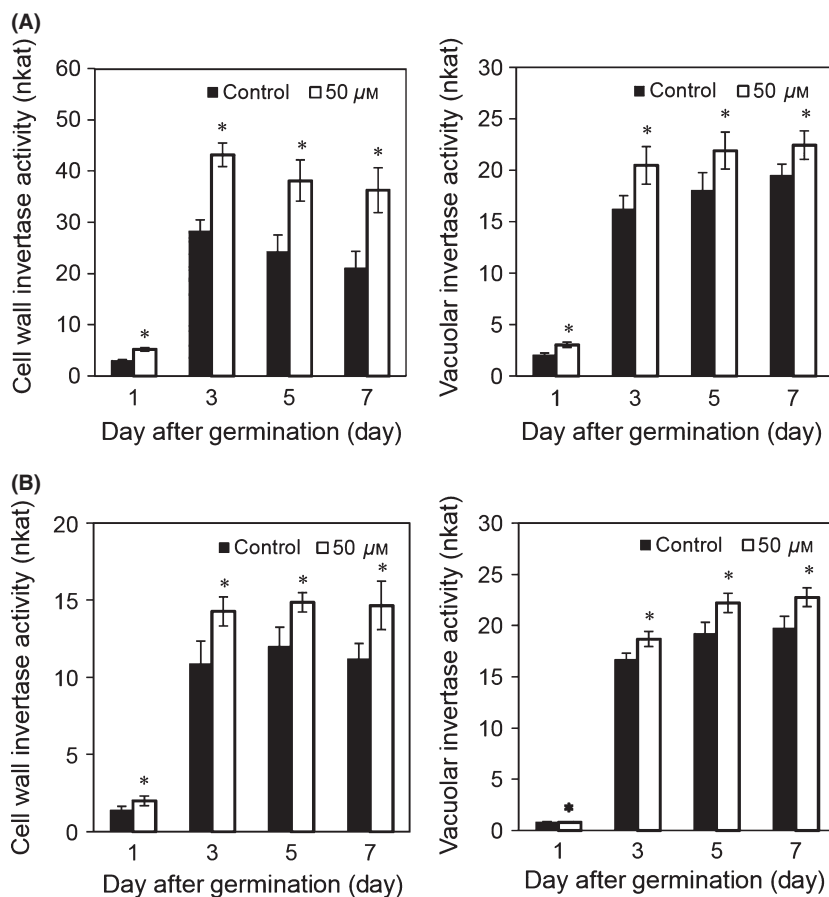 (A)
Cell wall invertase activity (nkat)
60
50
40
30
20
10
0
■ Control □ 50 µM
*
*
*
*
1 3 5 7
Day after germination (day)
Vacuolar invertase activity (nkat)
30
25
20
15
10
5
0
■ Control □ 50 µM
*
*
*
*
1 3 5 7
Day after germination (day)
(B)
Cell wall invertase activity (nkat)
20
15
10
5
0
■ Control □ 50 µM
*
*
*
*
1 3 5 7
Day after germination (day)
Vacuolar invertase activity (nkat)
30
25
20
15
10
5
0
■ Control □ 50 µM
*
*
*
*
1 3 5 7
Day after germination (day)